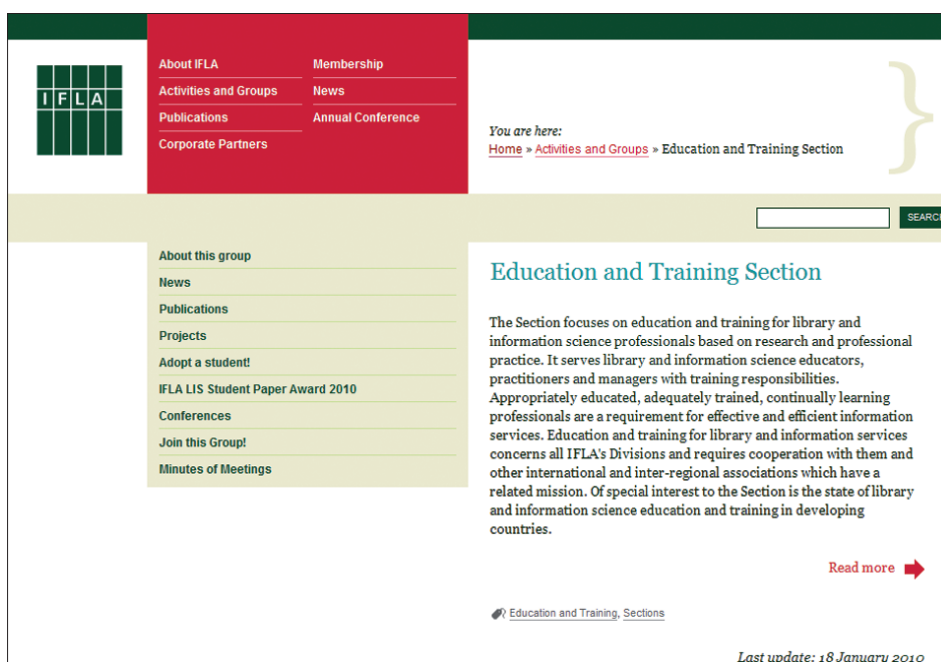 IFLA
About IFLA
Activities and Groups
Publications
Corporate Partners
Membership
News
Annual Conference
You are here:
Home » Activities and Groups » Education and Training Section
SEARC
About this group
News
Publications
Projects
Adopt a student!
IFLA LIS Student Paper Award 2010
Conferences
Join this Group!
Minutes of Meetings
Education and Training Section
The Section focuses on education and training for library and
information science professionals based on research and professional
practice. It serves library and information science educators,
practitioners and managers with training responsibilities.
Appropriately educated, adequately trained, continually learning
professionals are a requirement for effective and efficient information
services. Education and training for library and information services
concerns all IFLA's Divisions and requires cooperation with them and
other international and inter-regional associations which have a
related mission. Of special interest to the Section is the state of library
and information science education and training in developing
countries.
Read more
Education and Training, Sections
Last update: 18 January 2010